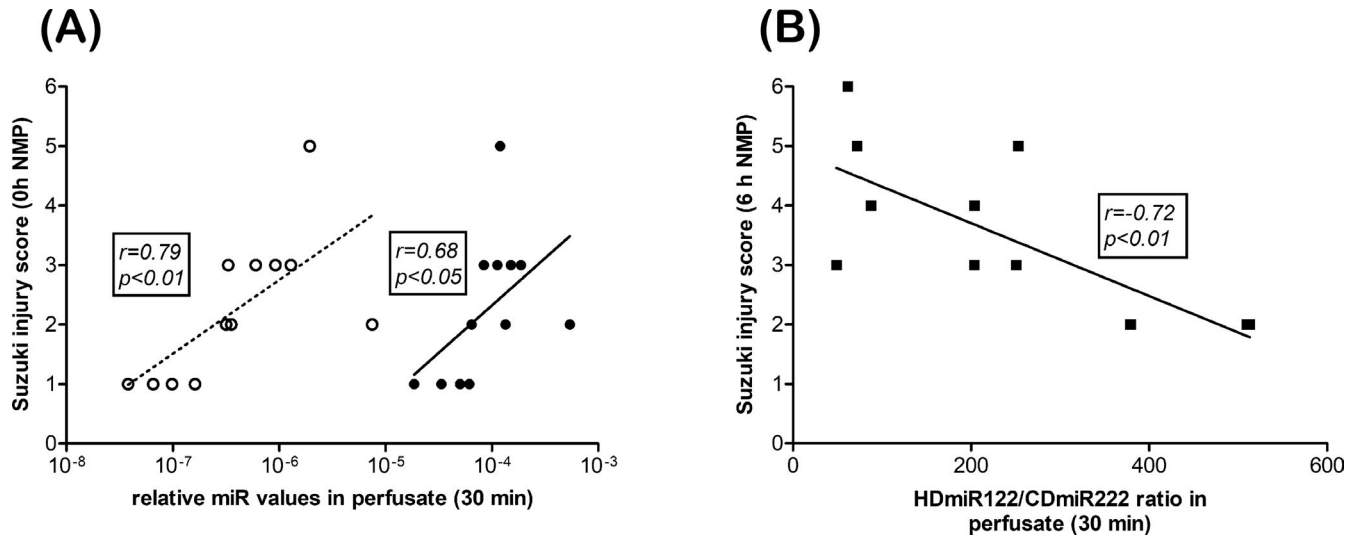 (A)
Suzuki injury score (0h NMP)
6
5
4
3
2
1
0
r=0.79
p<0.01
r=0.68
p<0.05
10⁻⁸ 10⁻⁷ 10⁻⁶ 10⁻⁵ 10⁻⁴ 10⁻³
relative miR values in perfusate (30 min)
(B)
Suzuki injury score (6 h NMP)
6
5
4
3
2
1
0
r=-0.72
p<0.01
0 200 400 600
HDmiR122/CDmiR222 ratio in
perfusate (30 min)